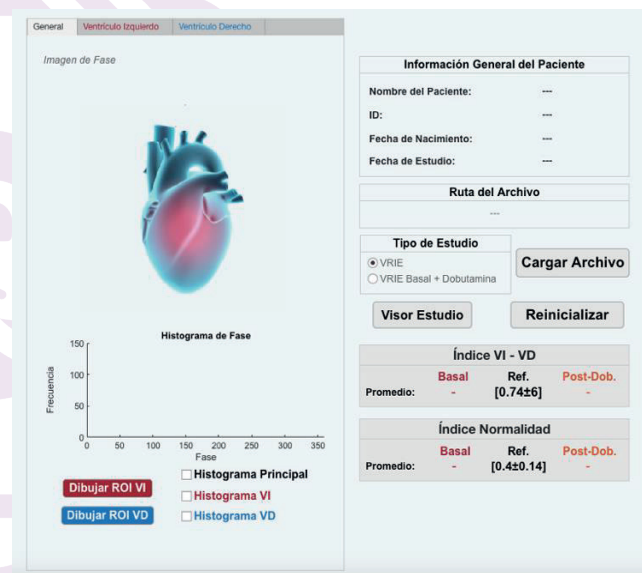 General Ventrículo Izquierdo Ventrículo Derecho
Imagen de Fase
Histograma de Fase
Frecuencia
150
100
50
0
0 50 100 150 200 250 300 350
Fase
Dibujar ROI VI
Dibujar ROI VD
Histograma Principal
Histograma VI
Histograma VD
Información General del Paciente
Nombre del Paciente: ---
ID: ---
Fecha de Nacimiento: ---
Fecha de Estudio: ---
Ruta del Archivo
---
Tipo de Estudio
VRIE
VRIE Basal + Dobutamina
Cargar Archivo
Visor Estudio
Reinicializar
Índice VI - VD
Basal Ref. Post-Dob.
Promedio: - [0.74±6] -
Índice Normalidad
Basal Ref. Post-Dob.
Promedio: - [0.4±0.14] -